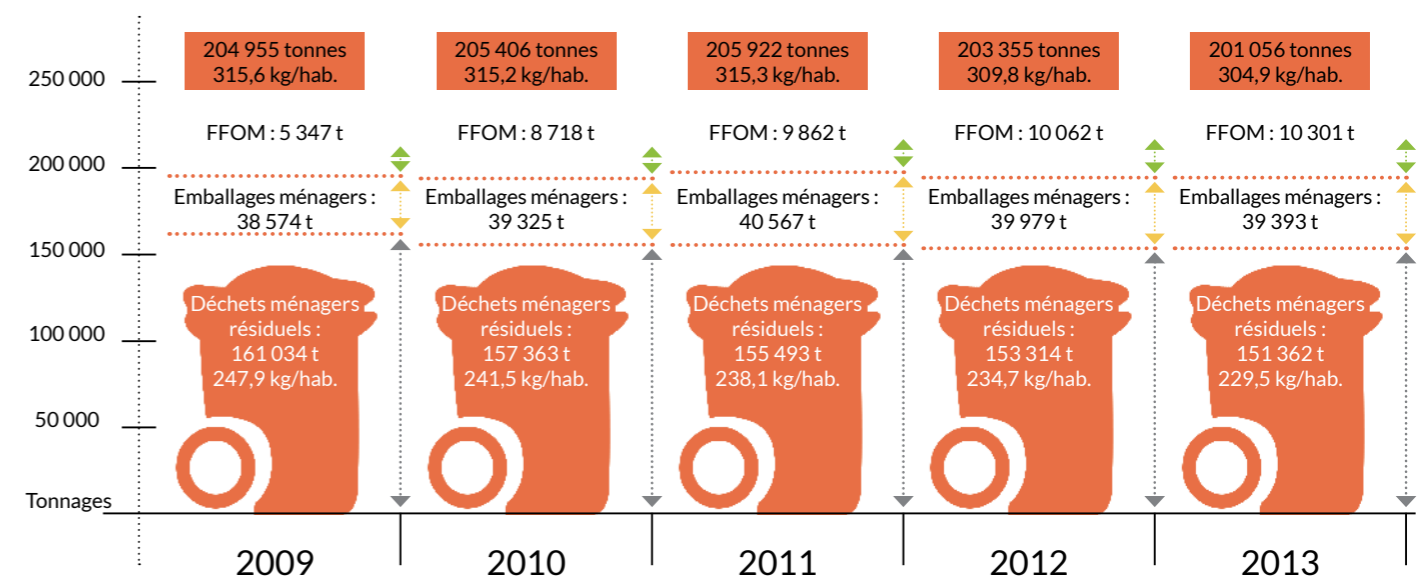 204 955 tonnes
315,6 kg/hab.
205 406 tonnes
315,2 kg/hab.
205 922 tonnes
315,3 kg/hab.
203 355 tonnes
309,8 kg/hab.
201 056 tonnes
304,9 kg/hab.
250 000
FFOM : 5 347 t
FFOM : 8 718 t
FFOM : 9 862 t
FFOM : 10 062 t
FFOM : 10 301 t
200 000
Emballages ménagers :
38 574 t
Emballages ménagers :
39 325 t
Emballages ménagers :
40 567 t
Emballages ménagers :
39 979 t
Emballages ménagers :
39 393 t
150 000
Déchets ménagers
résiduels :
161 034 t
247,9 kg/hab.
Déchets ménagers
résiduels :
157 363 t
241,5 kg/hab.
Déchets ménagers
résiduels :
155 493 t
238,1 kg/hab.
Déchets ménagers
résiduels :
153 314 t
234,7 kg/hab.
Déchets ménagers
résiduels :
151 362 t
229,5 kg/hab.
100 000
50 000
Tonnages
2009
2010
2011
2012
2013